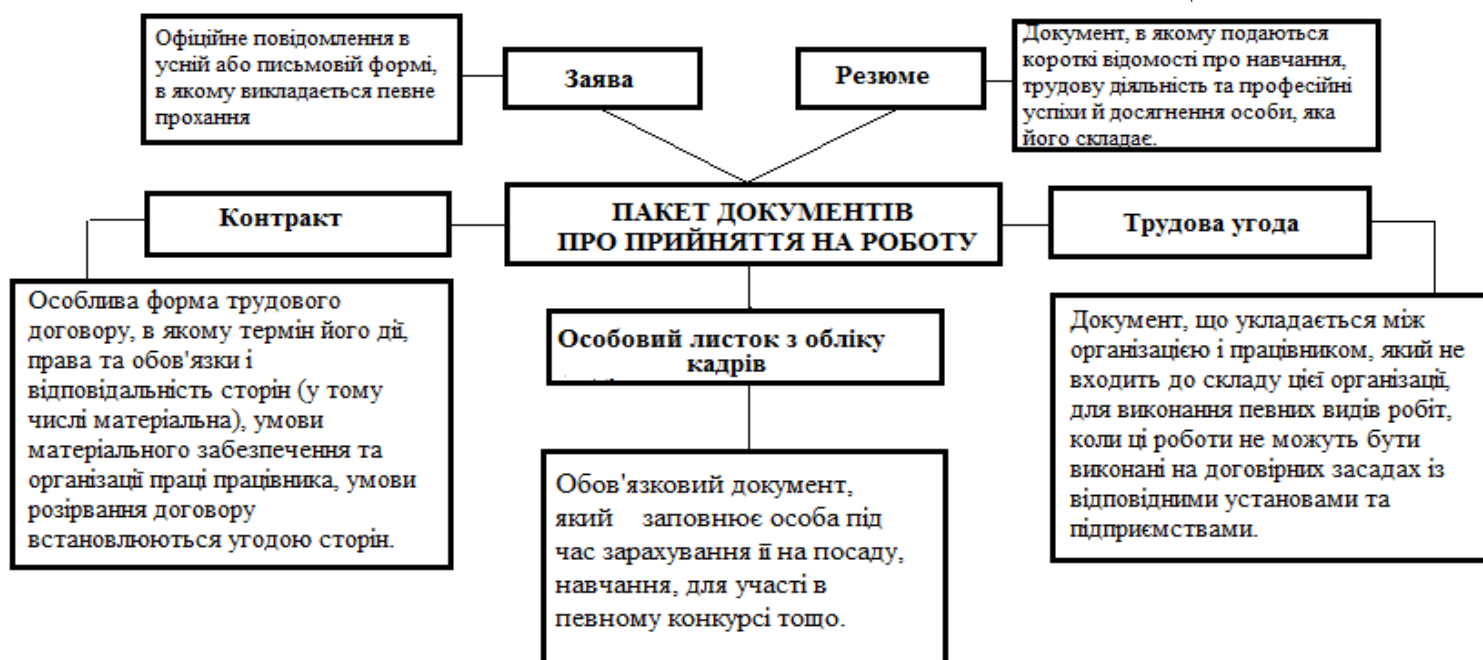 Офіційне повідомлення в
усній або письмовій формі,
в якому викладається певне
прохання
Заява
Резюме
Документ, в якому подаються
короткі відомості про навчання,
трудову діяльність та професійні
успіхи й досягнення особи, яка
його складає.
Контракт
ПАКЕТ ДОКУМЕНТІВ
ПРО ПРИЙНЯТТЯ НА РОБОТУ
Трудова угода
Особлива форма трудового
договору, в якому термін його дії,
права та обов'язки і
відповідальність сторін (у тому
числі матеріальна), умови
матеріального забезпечення та
організації праці працівника, умови
розірвання договору
встановлюються угодою сторін.
Особовий листок з обліку
кадрів
Документ, що укладається між
організацією і працівником, який не
входить до складу цієї організації,
для виконання певних видів робіт,
коли ці роботи не можуть бути
виконані на договірних засадах із
відповідними установами та
підприємствами.
Обов'язковий документ,
який заповнює особа під
час зарахування її на посаду,
навчання, для участі в
певному конкурсі тощо.